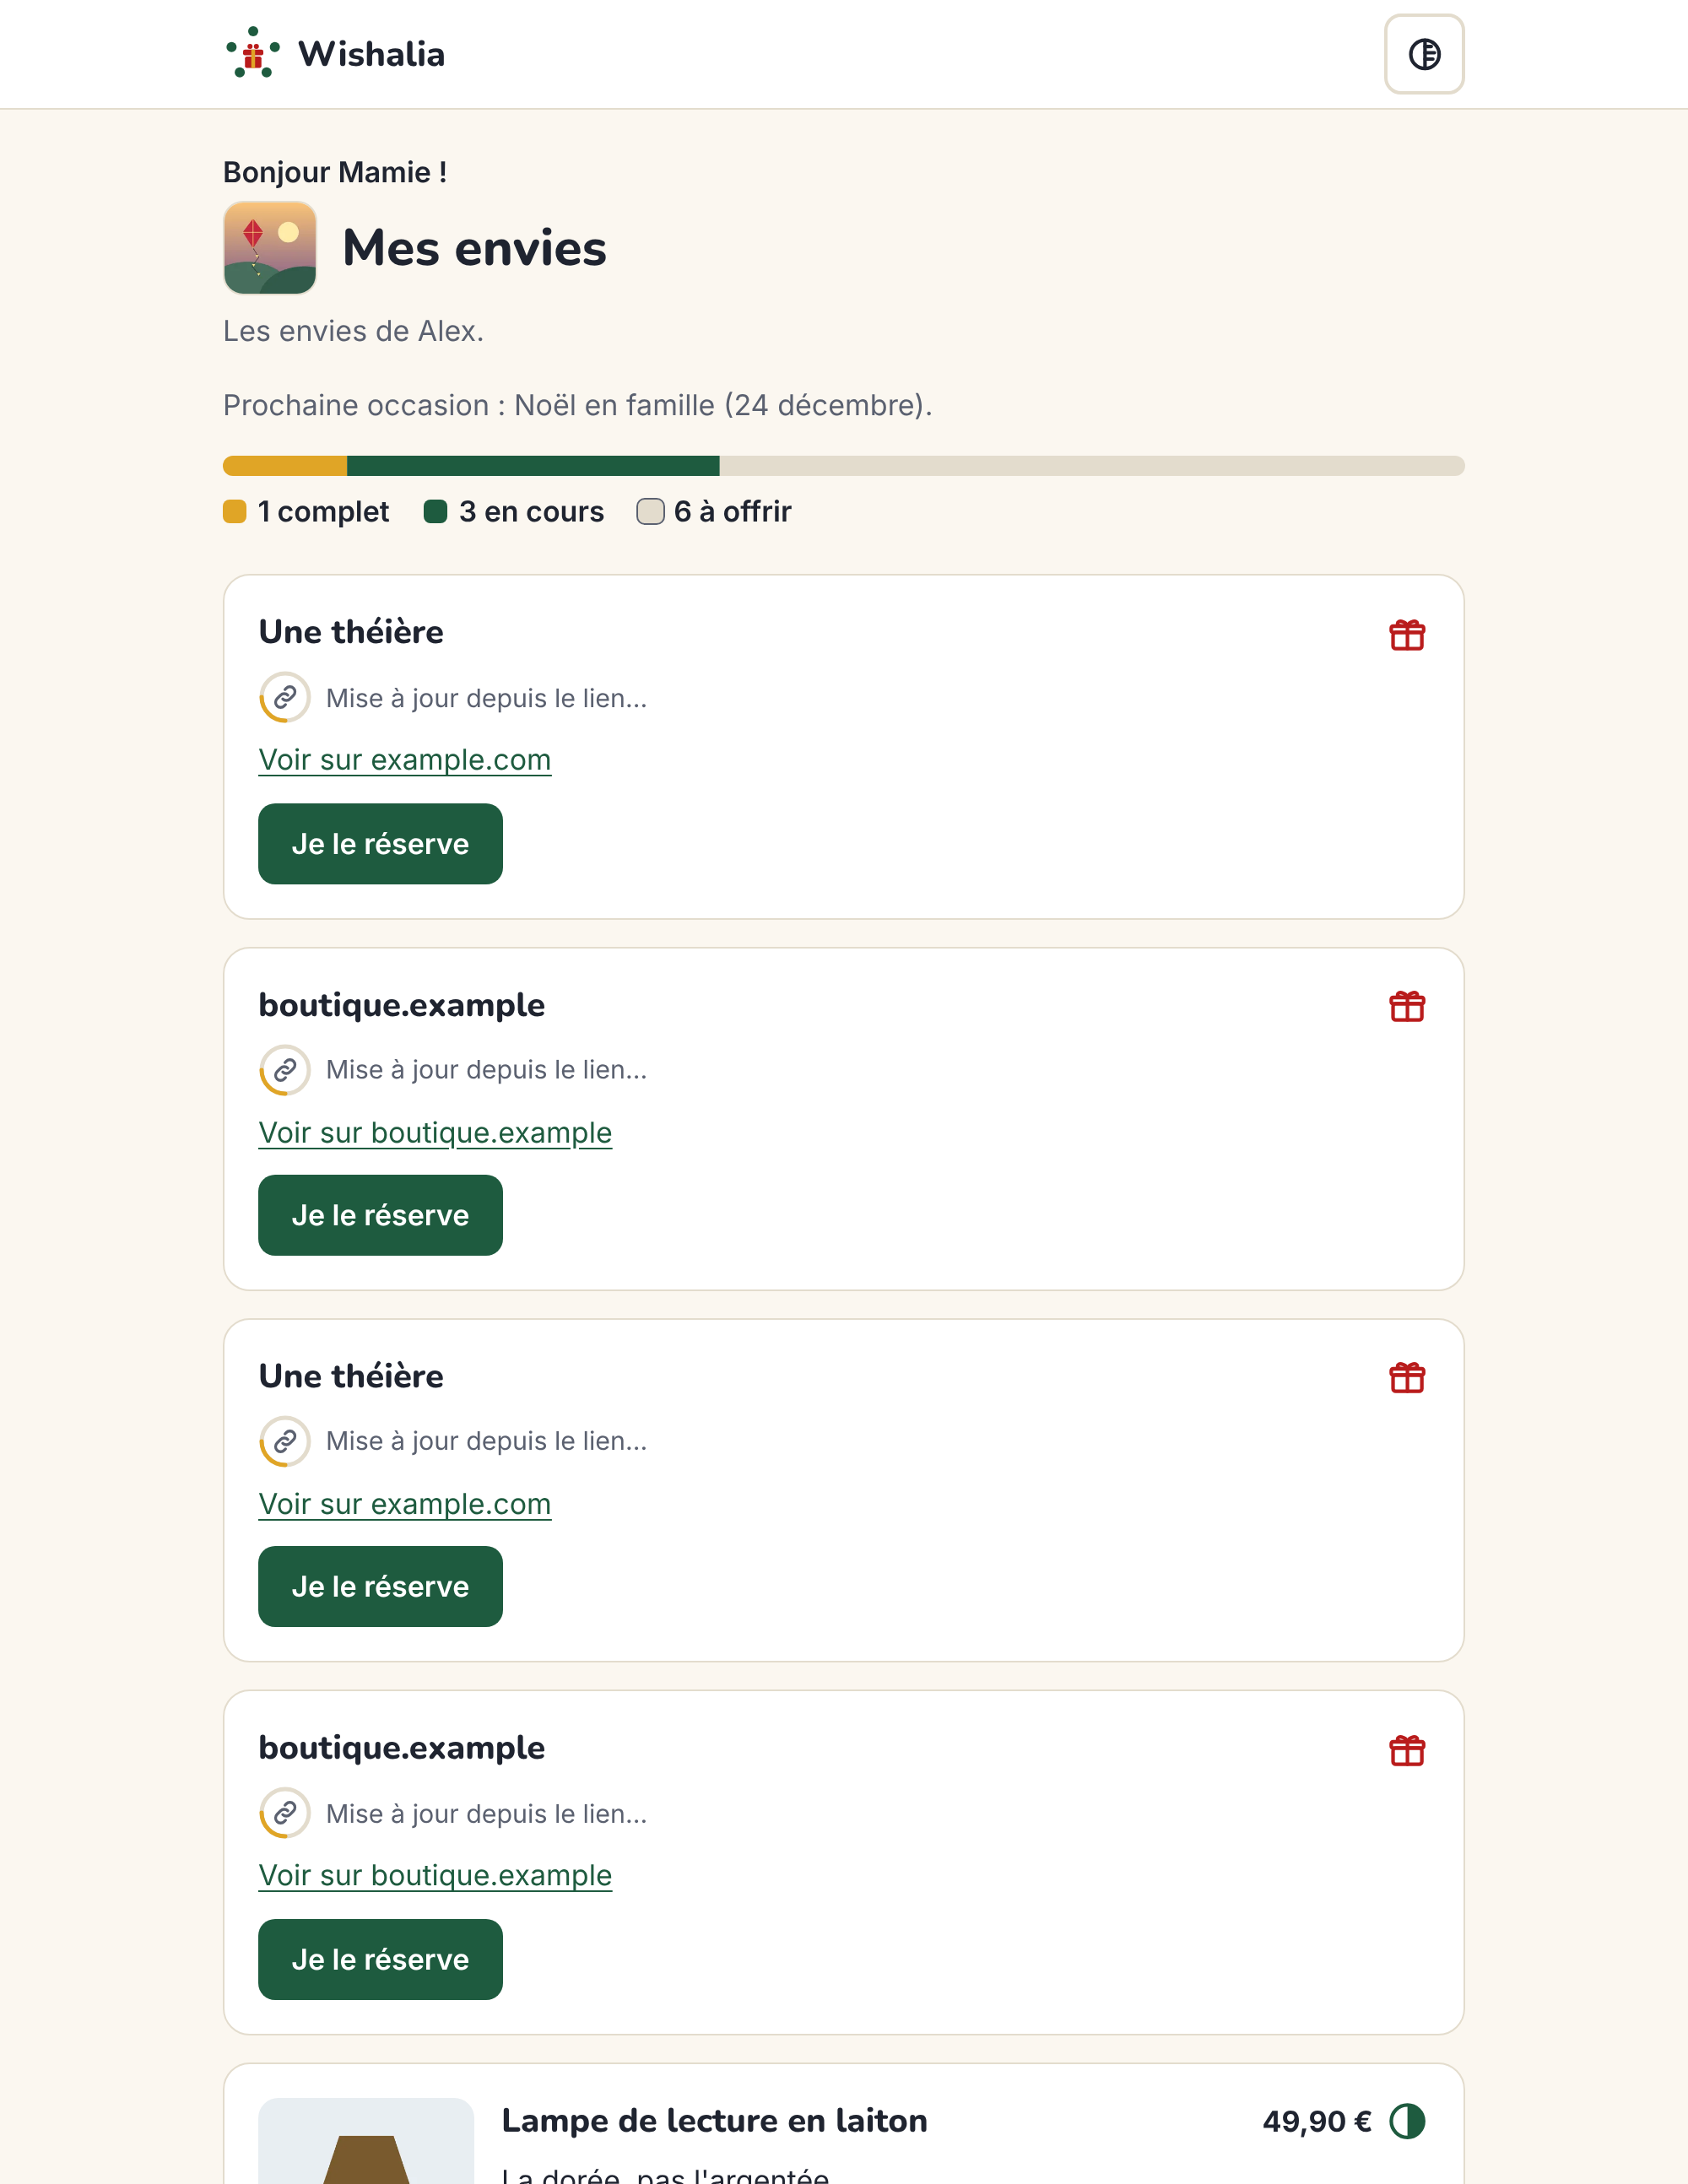 Wishalia
Bonjour Mamie !
Mes envies
Les envies de Alex.
Prochaine occasion : Noël en famille (24 décembre).
1 complet 3 en cours 6 à offrir
Une théière
Mise à jour depuis le lien…
Voir sur example.com
Je le réserve
boutique.example
Mise à jour depuis le lien…
Voir sur boutique.example
Je le réserve
Une théière
Mise à jour depuis le lien…
Voir sur example.com
Je le réserve
boutique.example
Mise à jour depuis le lien…
Voir sur boutique.example
Je le réserve
Lampe de lecture en laiton 49,90 €
La dorée, pas l'argentée